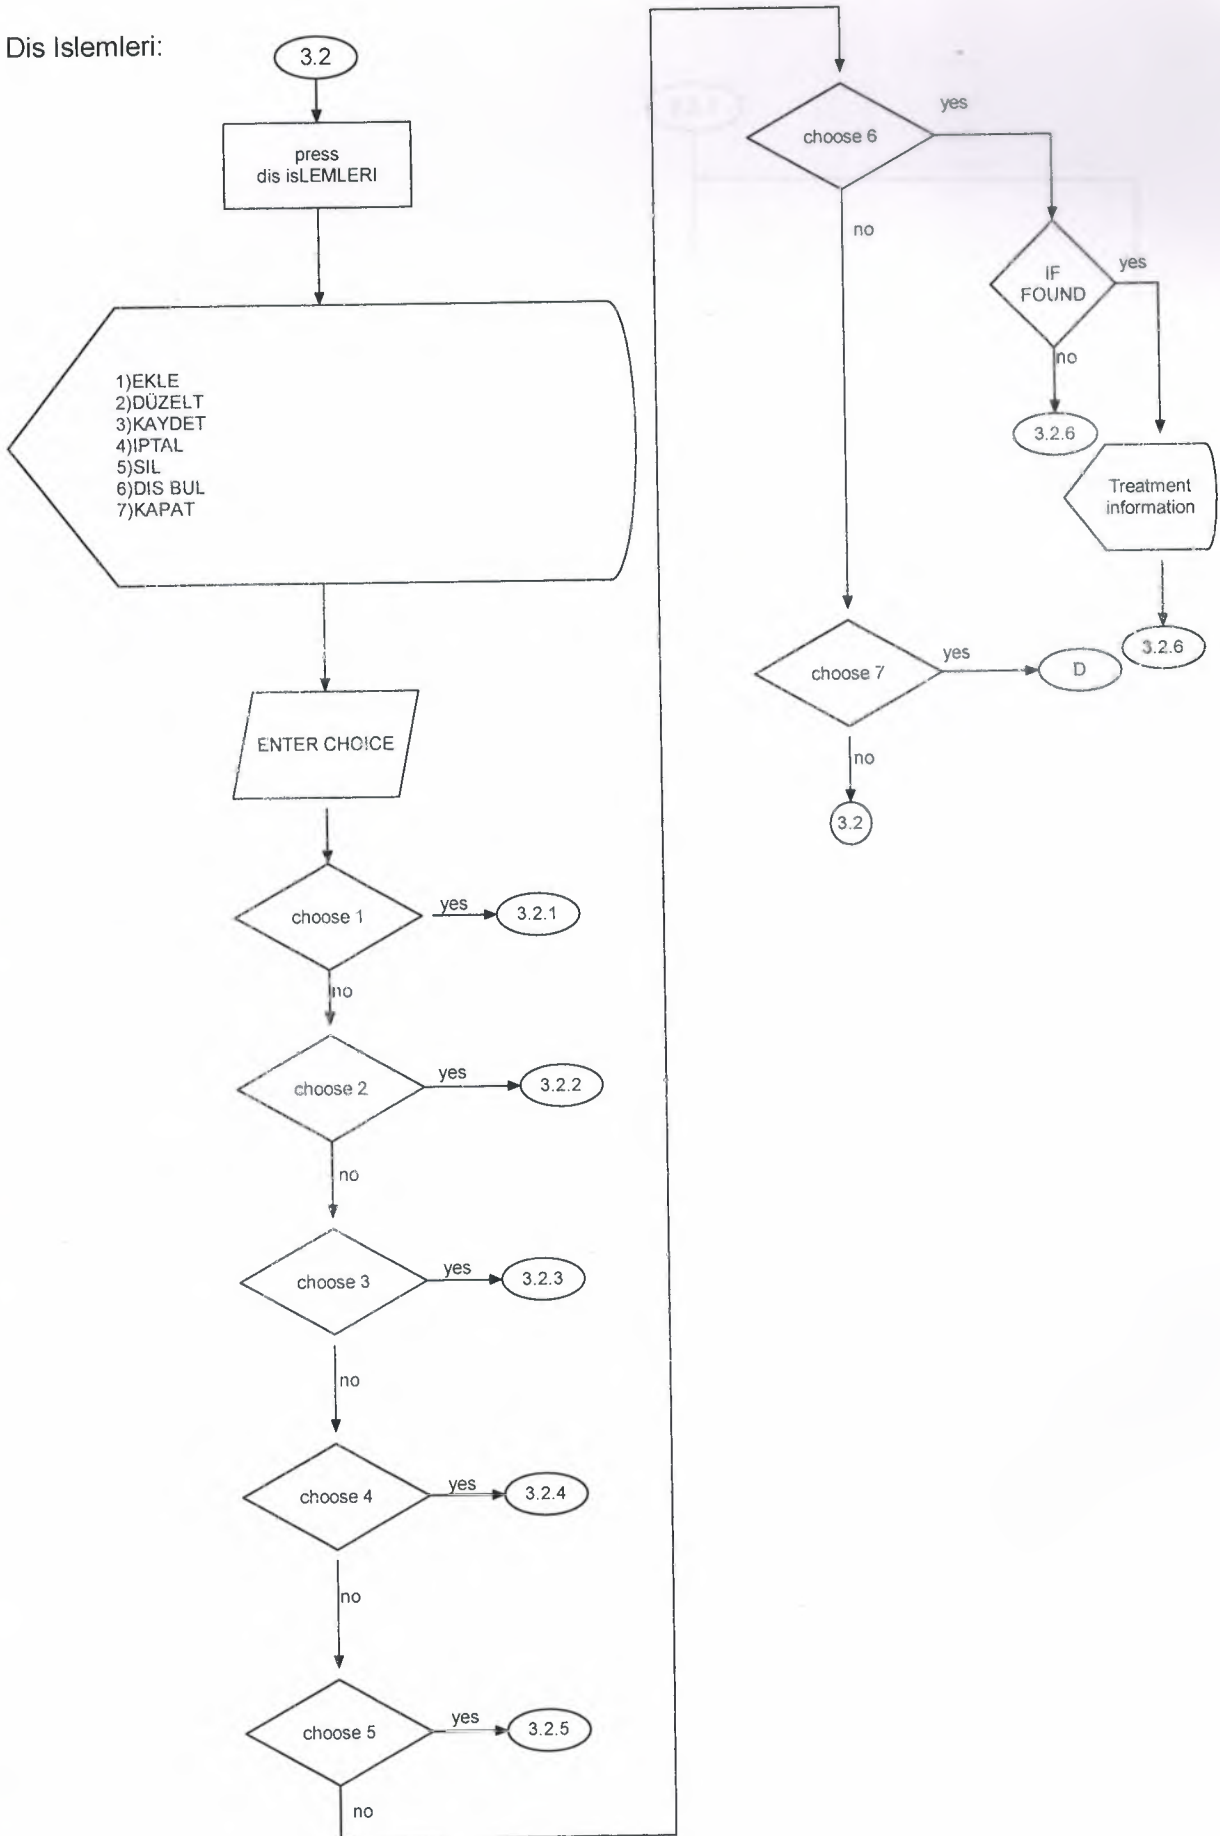 Dis Islemleri:
3.2
press
dis isLEMLERI
1)EKLE
2)DÜZELT
3)KAYDET
4)IPTAL
5)SIL
6)DIS BUL
7)KAPAT
ENTER CHOICE
choose 1
yes
3.2.1
no
choose 2
yes
3.2.2
no
choose 3
yes
3.2.3
no
choose 4
yes
3.2.4
no
choose 5
yes
3.2.5
no
choose 6
yes
no
IF
FOUND
yes
no
3.2.6
Treatment
information
3.2.6
choose 7
yes
D
no
3.2